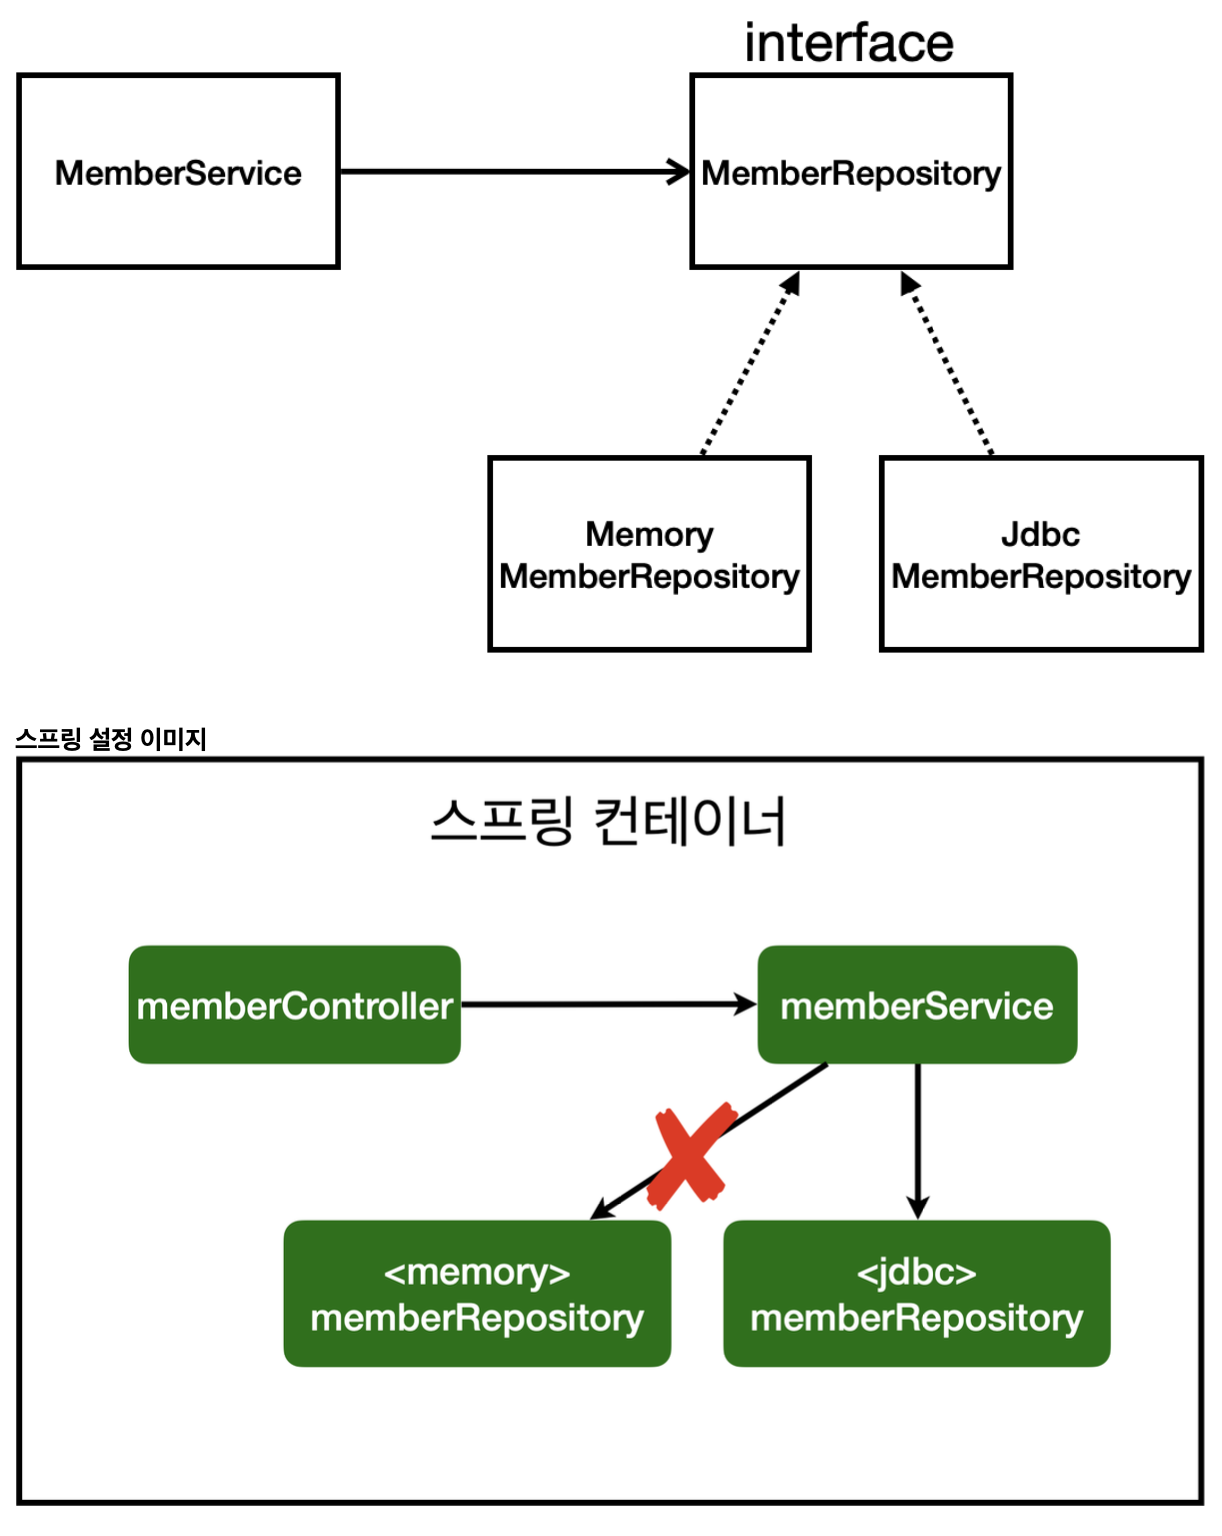 interface
MemberService
MemberRepository
Memory
MemberRepository
Jdbc
MemberRepository
스프링 설정 이미지
스프링 컨테이너
memberController
memberService
<memory>
memberRepository
<jdbc>
memberRepository